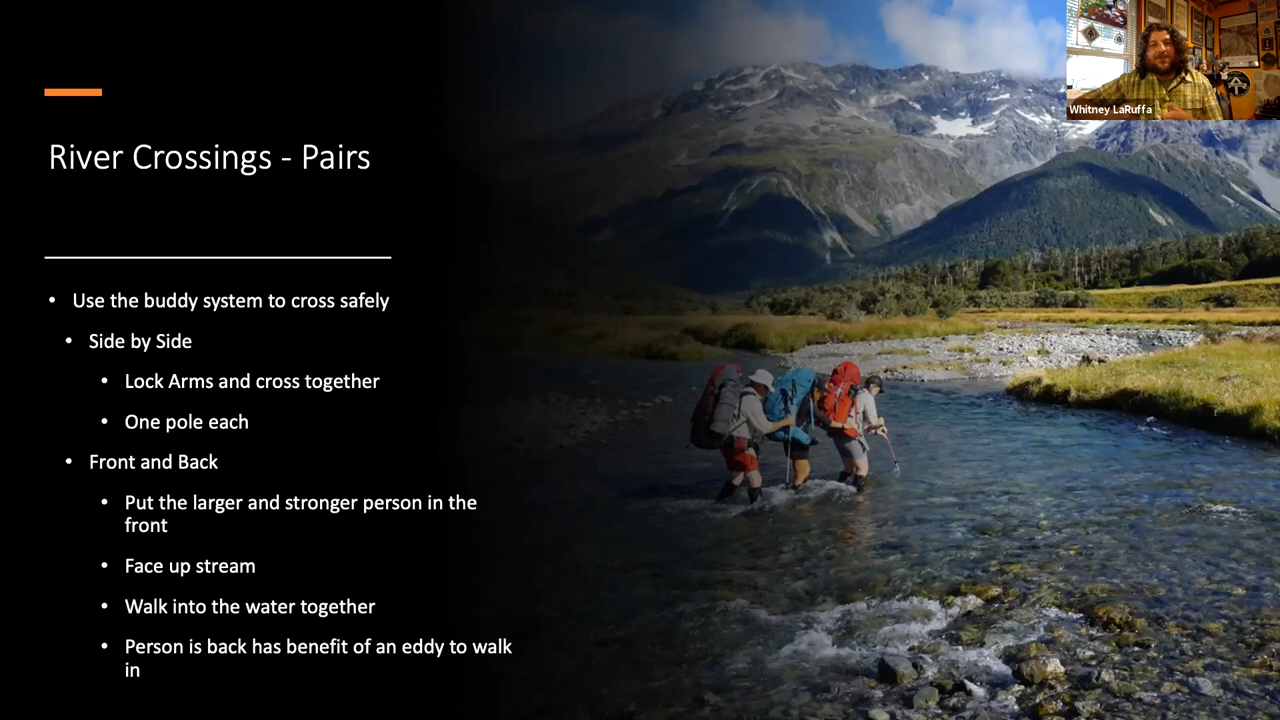 Whitney LaRuffa
River Crossings - Pairs
• Use the buddy system to cross safely
• Side by Side
• Lock Arms and cross together
• One pole each
• Front and Back
• Put the larger and stronger person in the
front
• Face up stream
• Walk into the water together
• Person is back has benefit of an eddy to walk
in